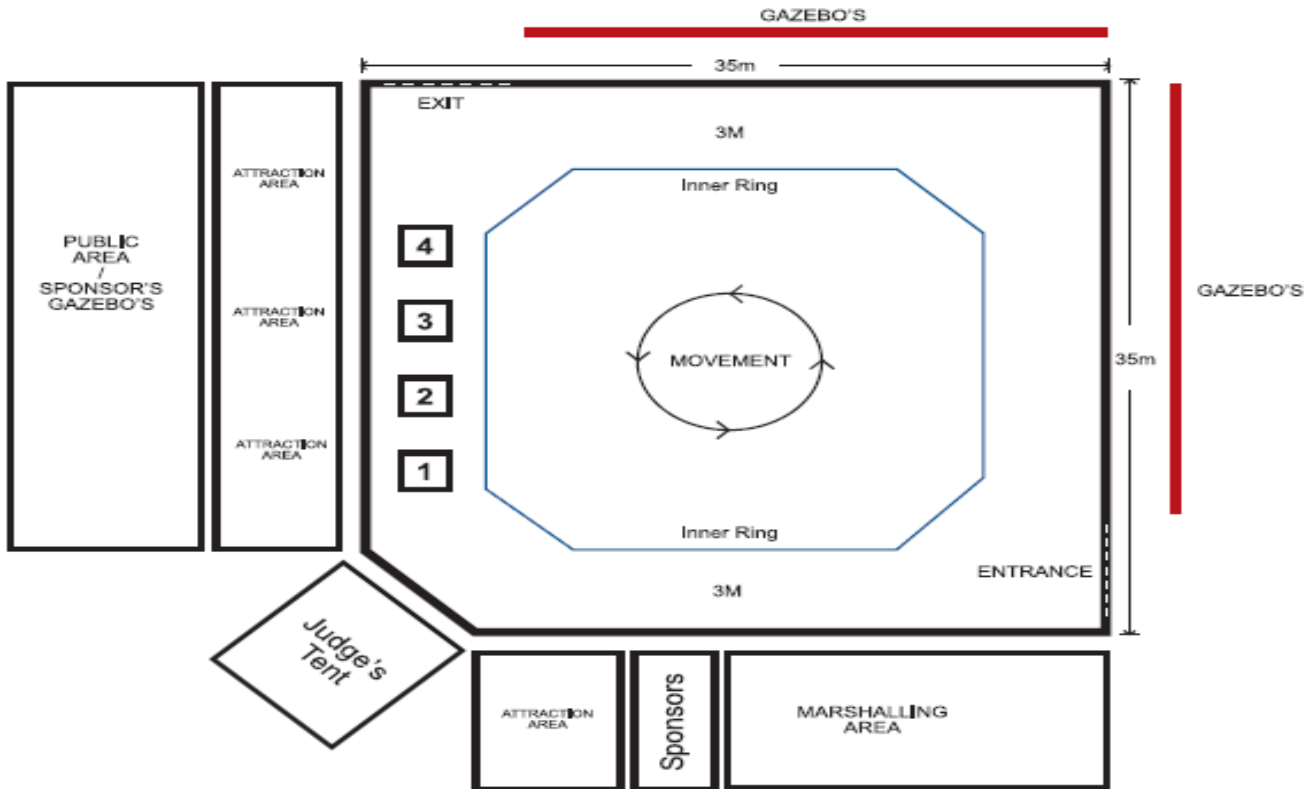 GAZEBO'S
35m
EXIT
3M
ATTRACTION
AREA
Inner Ring
4
PUBLIC
AREA
/
SPONSOR'S
GAZEBO'S
GAZEBO'S
3
ATTRACTION
AREA
MOVEMENT
35m
2
ATTRACTION
AREA
1
Inner Ring
ENTRANCE
3M
Judge's
Tent
ATTRACTION
AREA
Sponsors
MARSHALLING
AREA